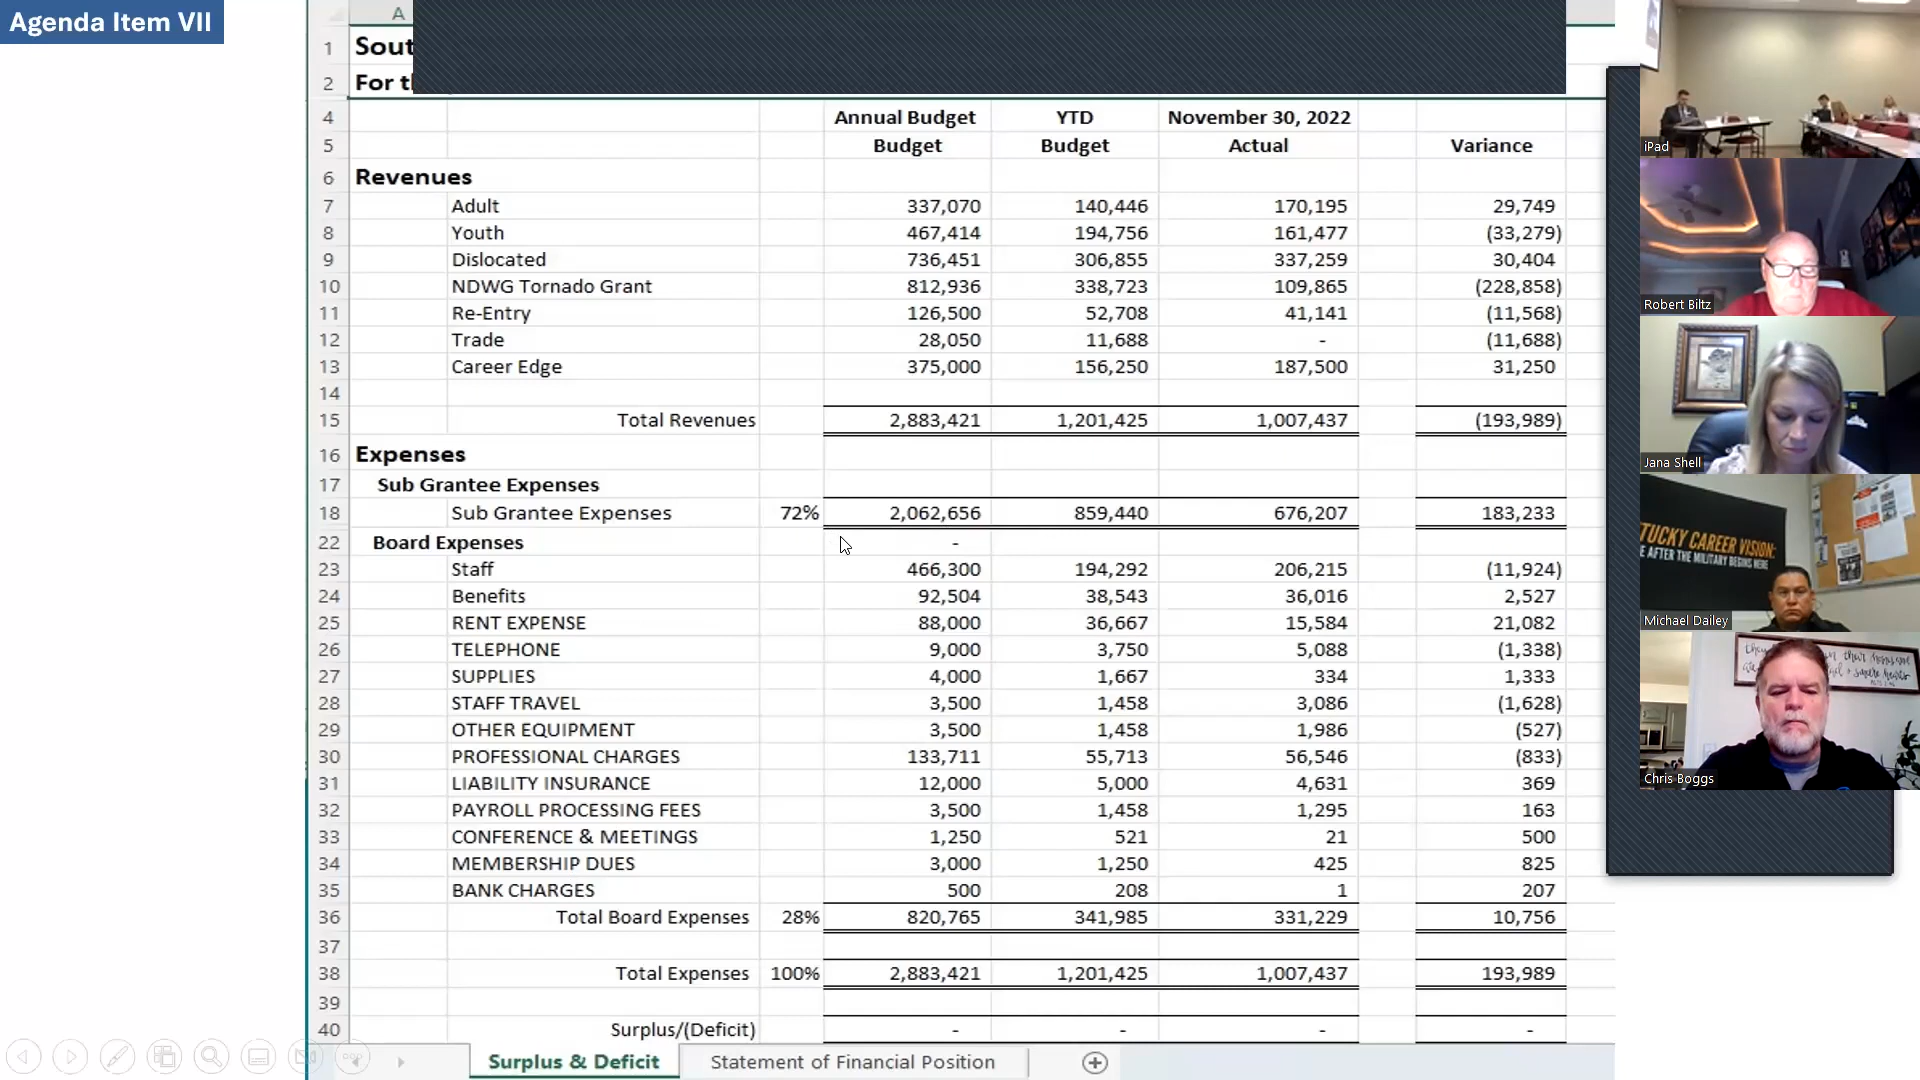 Agenda Item VII
A
1 Sout
2 For t
4 Annual Budget YTD November 30, 2022
5 Budget Budget Actual Variance
6 Revenues
7 Adult 337,070 140,446 170,195 29,749
8 Youth 467,414 194,756 161,477 (33,279)
9 Dislocated 736,451 306,855 337,259 30,404
10 NDWG Tornado Grant 812,936 338,723 109,865 (228,858)
11 Re-Entry 126,500 52,708 41,141 (11,568)
12 Trade 28,050 11,688 - (11,688)
13 Career Edge 375,000 156,250 187,500 31,250
14
15 Total Revenues 2,883,421 1,201,425 1,007,437 (193,989)
16 Expenses
17 Sub Grantee Expenses
18 Sub Grantee Expenses 72% 2,062,656 859,440 676,207 183,233
22 Board Expenses -
23 Staff 466,300 194,292 206,215 (11,924)
24 Benefits 92,504 38,543 36,016 2,527
25 RENT EXPENSE 88,000 36,667 15,584 21,082
26 TELEPHONE 9,000 3,750 5,088 (1,338)
27 SUPPLIES 4,000 1,667 334 1,333
28 STAFF TRAVEL 3,500 1,458 3,086 (1,628)
29 OTHER EQUIPMENT 3,500 1,458 1,986 (527)
30 PROFESSIONAL CHARGES 133,711 55,713 56,546 (833)
31 LIABILITY INSURANCE 12,000 5,000 4,631 369
32 PAYROLL PROCESSING FEES 3,500 1,458 1,295 163
33 CONFERENCE & MEETINGS 1,250 521 21 500
34 MEMBERSHIP DUES 3,000 1,250 425 825
35 BANK CHARGES 500 208 1 207
36 Total Board Expenses 28% 820,765 341,985 331,229 10,756
37
38 Total Expenses 100% 2,883,421 1,201,425 1,007,437 193,989
39
40 Surplus/(Deficit) - - - -
Surplus & Deficit Statement of Financial Position
iPad
Robert Biltz
Jana Shell
TUCKY CAREER VISION:
E AFTER THE MILITARY BEGINS HERE
Michael Dailey
Chris Boggs